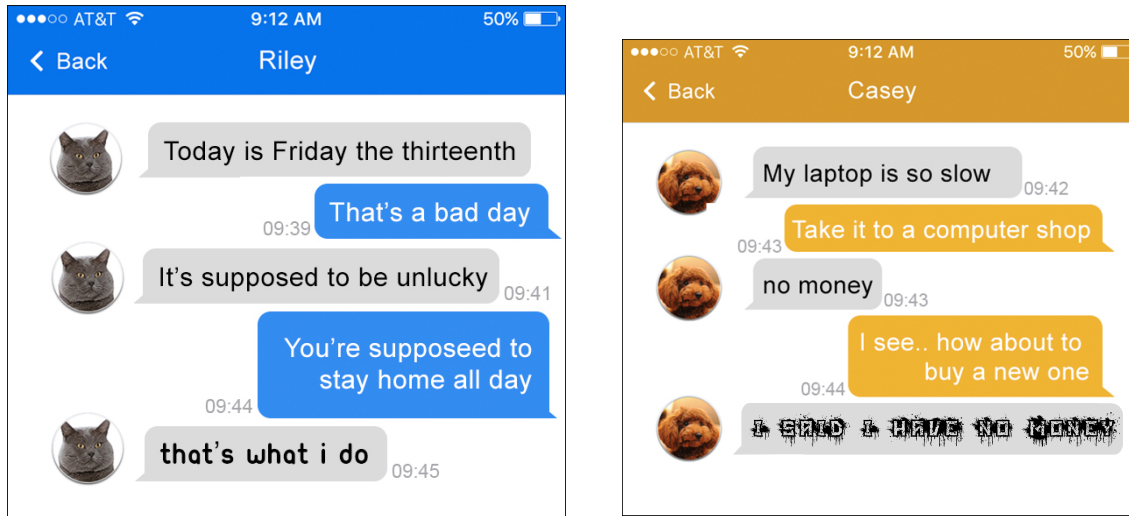 AT&T 9:12 AM 50%
Back Riley
Today is Friday the thirteenth
That's a bad day
09:39
It's supposed to be unlucky
09:41
You're supposeed to
stay home all day
09:44
that's what i do
09:45
AT&T 9:12 AM 50%
Back Casey
My laptop is so slow
09:42
Take it to a computer shop
09:43
no money
09:43
I see.. how about to
buy a new one
09:44
I SAID I HAVE NO MONEY